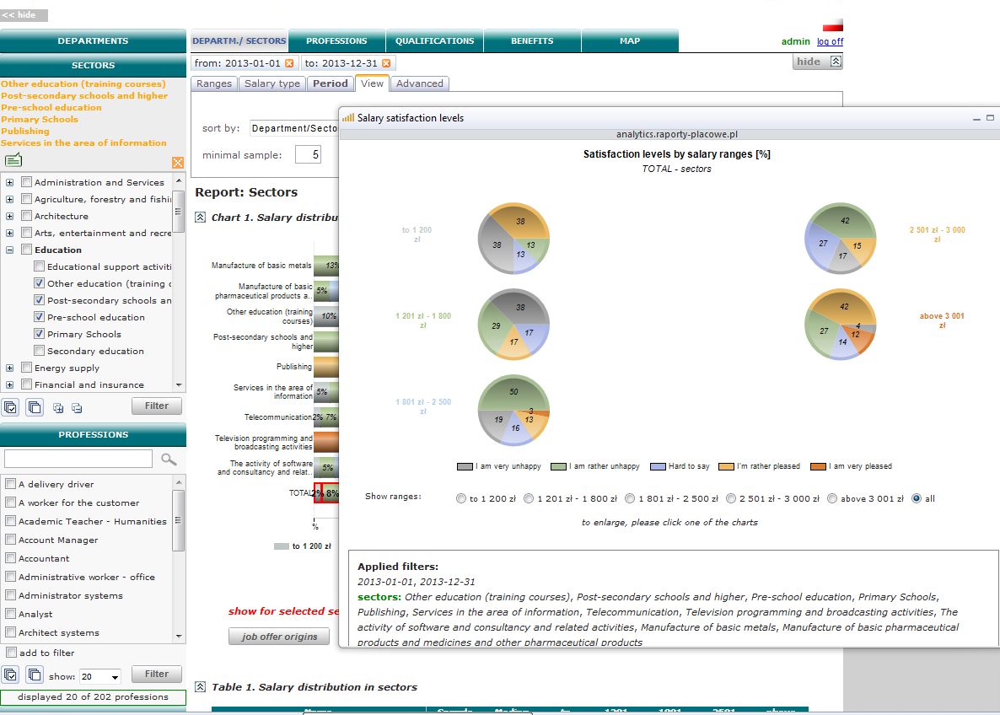 << hide
DEPARTMENTS
SECTORS
Other education (training courses)
Post-secondary schools and higher
Pre-school education
Primary Schools
Publishing
Services in the area of information
Administration and Services
Agriculture, forestry and fishi
Architecture
Arts, entertainment and recre
Education
Educational support activiti
Other education (training c
Post-secondary schools an
Pre-school education
Primary Schools
Secondary education
Energy supply
Financial and insurance
Filter
PROFESSIONS
A delivery driver
A worker for the customer
Academic Teacher - Humanities
Account Manager
Accountant
Administrative worker - office
Administrator systems
Analyst
Architect systems
add to filter
show: 20
Filter
displayed 20 of 202 professions
DEPARTM./ SECTORS
PROFESSIONS
QUALIFICATIONS
BENEFITS
MAP
admin log off
from: 2013-01-01 to: 2013-12-31
hide
Ranges Salary type Period View Advanced
sort by: Department/Secto
minimal sample: 5
Report: Sectors
Chart 1. Salary distribu
Manufacture of basic metals
13%
Manufacture of basic
pharmaceutical products a..
5%
Other education (training
courses)
10%
Post-secondary schools and
higher
Publishing
Services in the area of
information
5%
Telecommunication
2% 7%
Television programming and
broadcasting activities
The activity of software
and consultancy and relat..
5%
TOTAL
2% 8%
%
to 1 200 zł
show for selected se
job offer origins
Table 1. Salary distribution in sectors
Salary satisfaction levels
analytics.raporty-placowe.pl
Satisfaction levels by salary ranges [%]
TOTAL - sectors
to 1 200
zł
38
38
13
13
2 501 zł - 3 000
zł
42
27
15
17
1 201 zł - 1 800
zł
38
29
17
17
above 3 001
zł
42
4
27
12
14
1 801 zł - 2 500
zł
50
3
19
13
16
I am very unhappy
I am rather unhappy
Hard to say
I'm rather pleased
I am very pleased
Show ranges:
to 1 200 zł
1 201 zł - 1 800 zł
1 801 zł - 2 500 zł
2 501 zł - 3 000 zł
above 3 001 zł
all
to enlarge, please click one of the charts
Applied filters:
2013-01-01, 2013-12-31
sectors: Other education (training courses), Post-secondary schools and higher, Pre-school education, Primary Schools,
Publishing, Services in the area of information, Telecommunication, Television programming and broadcasting activities, The
activity of software and consultancy and related activities, Manufacture of basic metals, Manufacture of basic pharmaceutical
products and medicines and other pharmaceutical products